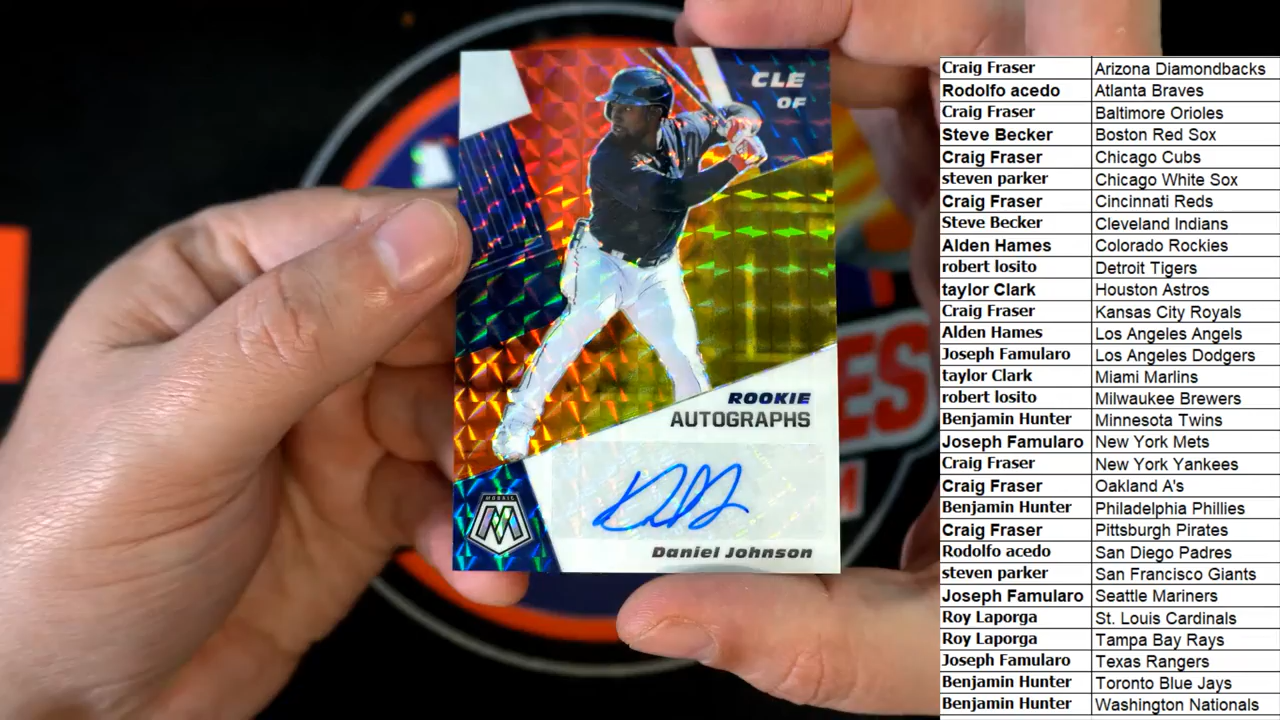 CLE
OF
ROOKIE
AUTOGRAPHS
MOSAIC
Daniel Johnson
ES
Craig Fraser Arizona Diamondbacks
Rodolfo acedo Atlanta Braves
Craig Fraser Baltimore Orioles
Steve Becker Boston Red Sox
Craig Fraser Chicago Cubs
steven parker Chicago White Sox
Craig Fraser Cincinnati Reds
Steve Becker Cleveland Indians
Alden Hames Colorado Rockies
robert losito Detroit Tigers
taylor Clark Houston Astros
Craig Fraser Kansas City Royals
Alden Hames Los Angeles Angels
Joseph Famularo Los Angeles Dodgers
taylor Clark Miami Marlins
robert losito Milwaukee Brewers
Benjamin Hunter Minnesota Twins
Joseph Famularo New York Mets
Craig Fraser New York Yankees
Craig Fraser Oakland A's
Benjamin Hunter Philadelphia Phillies
Craig Fraser Pittsburgh Pirates
Rodolfo acedo San Diego Padres
steven parker San Francisco Giants
Joseph Famularo Seattle Mariners
Roy Laporga St. Louis Cardinals
Roy Laporga Tampa Bay Rays
Joseph Famularo Texas Rangers
Benjamin Hunter Toronto Blue Jays
Benjamin Hunter Washington Nationals